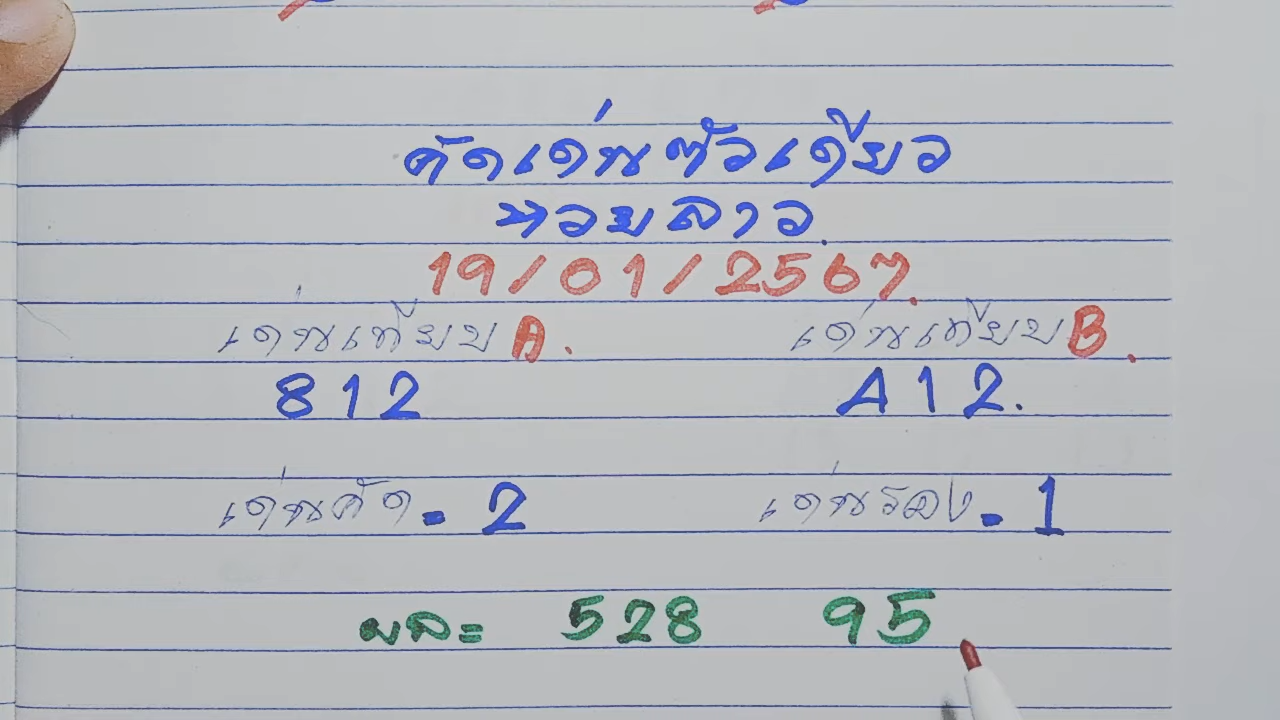 คัดเด่นตัวเดียว
หวยลาว.
19/01/2567.
เด่นเทียบ A. เด่นเทียบ B.
812 A12.
เด่นคัด = 2 เด่นรอง = 1
ผล = 528 95